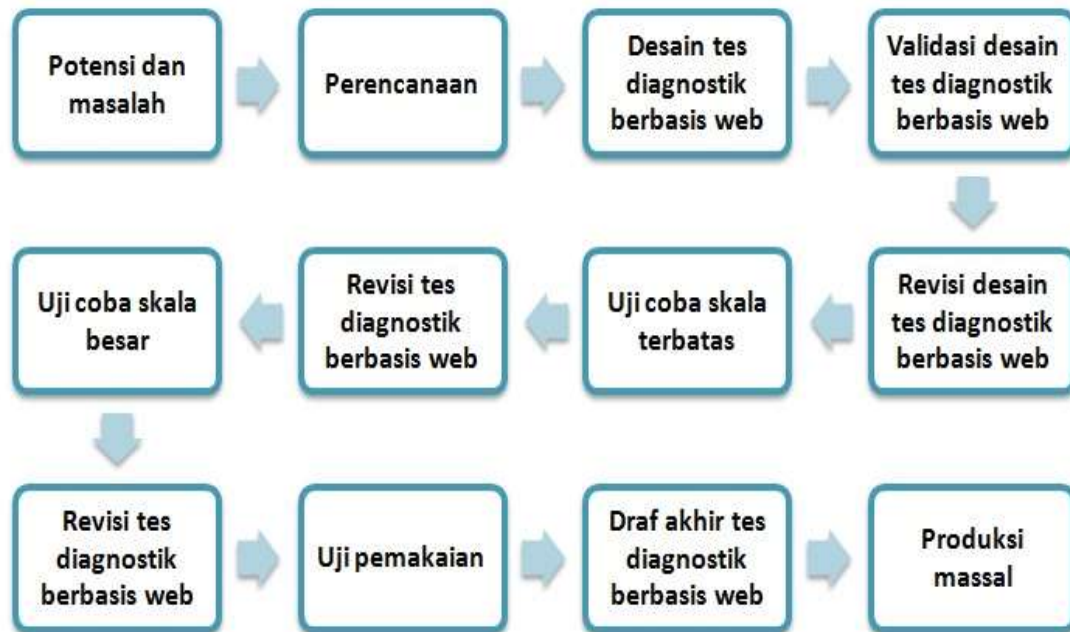 Potensi dan
masalah
Perencanaan
Desain tes
diagnostik
berbasis web
Validasi desain
tes diagnostik
berbasis web
Revisi desain
tes diagnostik
berbasis web
Uji coba skala
terbatas
Revisi tes
diagnostik
berbasis web
Uji coba skala
besar
Revisi tes
diagnostik
berbasis web
Uji pemakaian
Draf akhir tes
diagnostik
berbasis web
Produksi
massal